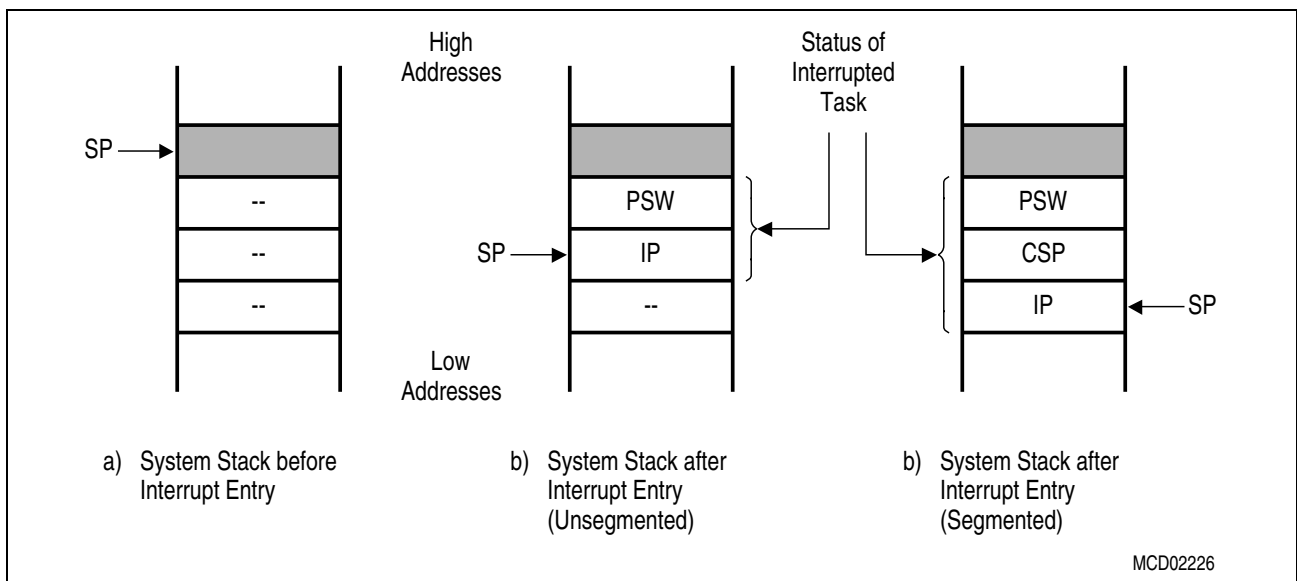 High
Addresses
Status of
Interrupted
Task
SP
--
--
--
PSW
SP
IP
--
PSW
CSP
IP
SP
Low
Addresses
a) System Stack before
Interrupt Entry
b) System Stack after
Interrupt Entry
(Unsegmented)
b) System Stack after
Interrupt Entry
(Segmented)
MCD02226